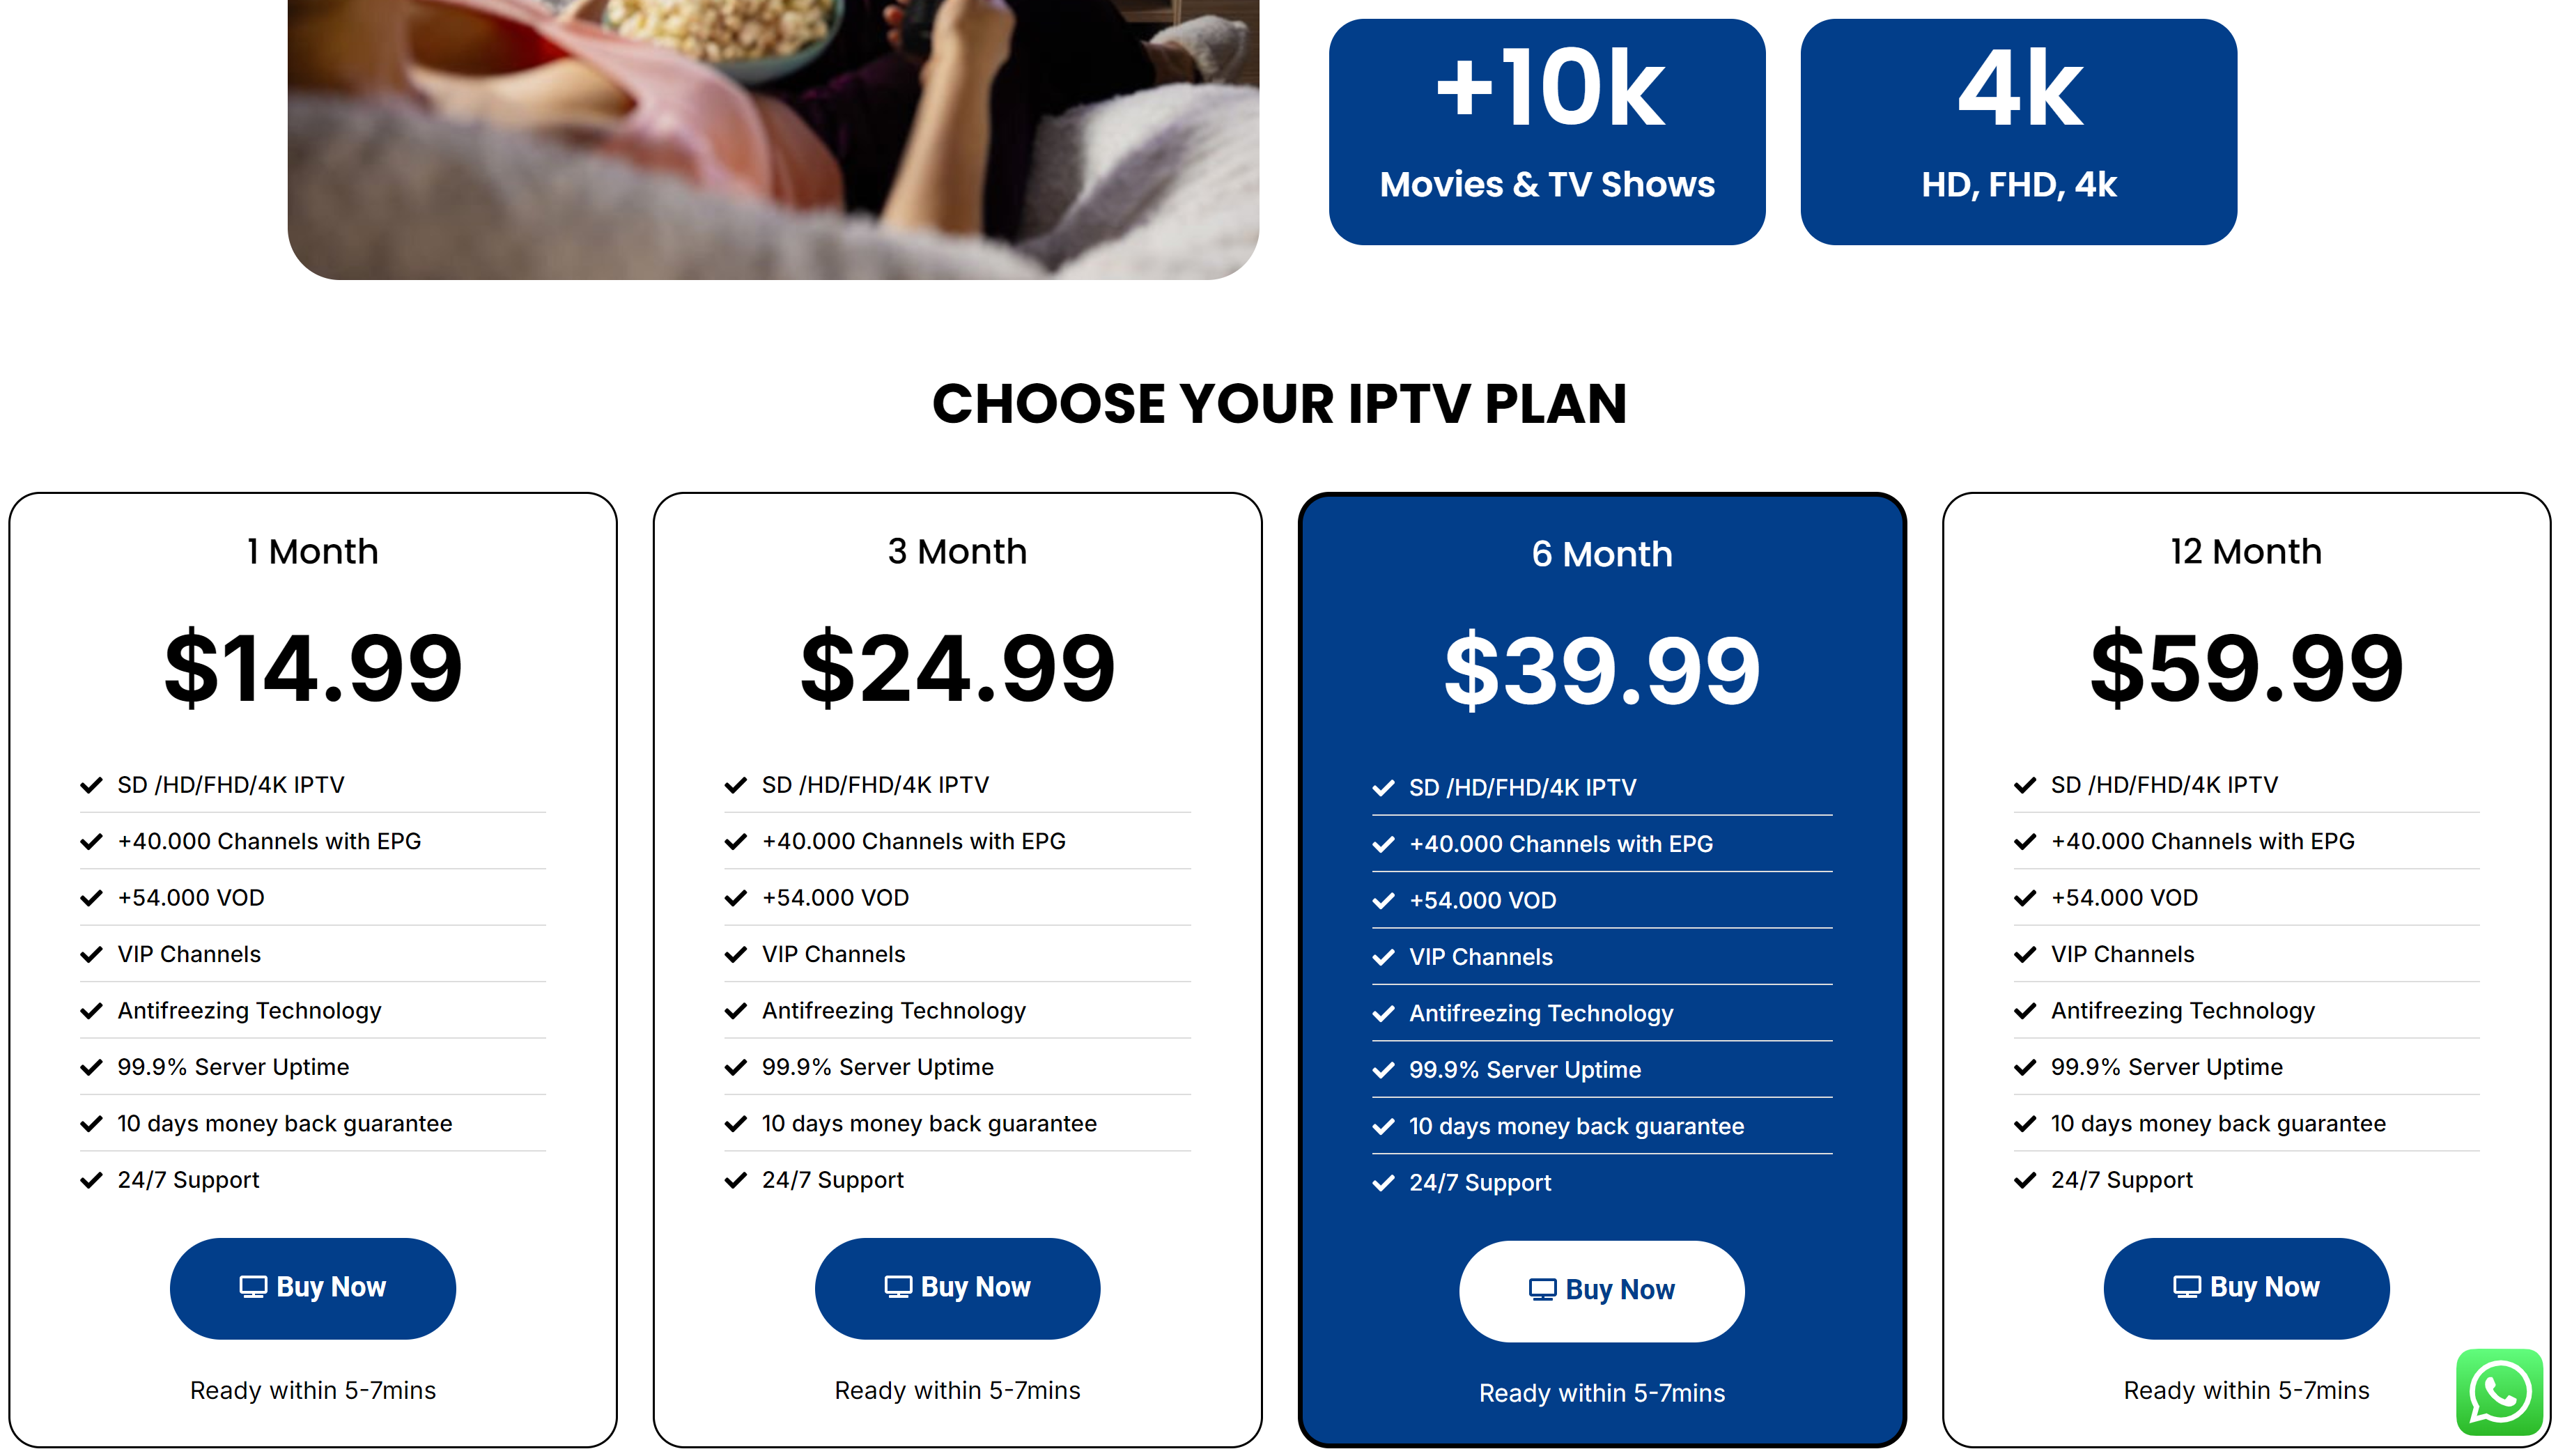 +10k
Movies & TV Shows
4k
HD, FHD, 4k
CHOOSE YOUR IPTV PLAN
1 Month
$14.99
SD /HD/FHD/4K IPTV
+40.000 Channels with EPG
+54.000 VOD
VIP Channels
Antifreezing Technology
99.9% Server Uptime
10 days money back guarantee
24/7 Support
Buy Now
Ready within 5-7mins
3 Month
$24.99
SD /HD/FHD/4K IPTV
+40.000 Channels with EPG
+54.000 VOD
VIP Channels
Antifreezing Technology
99.9% Server Uptime
10 days money back guarantee
24/7 Support
Buy Now
Ready within 5-7mins
6 Month
$39.99
SD /HD/FHD/4K IPTV
+40.000 Channels with EPG
+54.000 VOD
VIP Channels
Antifreezing Technology
99.9% Server Uptime
10 days money back guarantee
24/7 Support
Buy Now
Ready within 5-7mins
12 Month
$59.99
SD /HD/FHD/4K IPTV
+40.000 Channels with EPG
+54.000 VOD
VIP Channels
Antifreezing Technology
99.9% Server Uptime
10 days money back guarantee
24/7 Support
Buy Now
Ready within 5-7mins